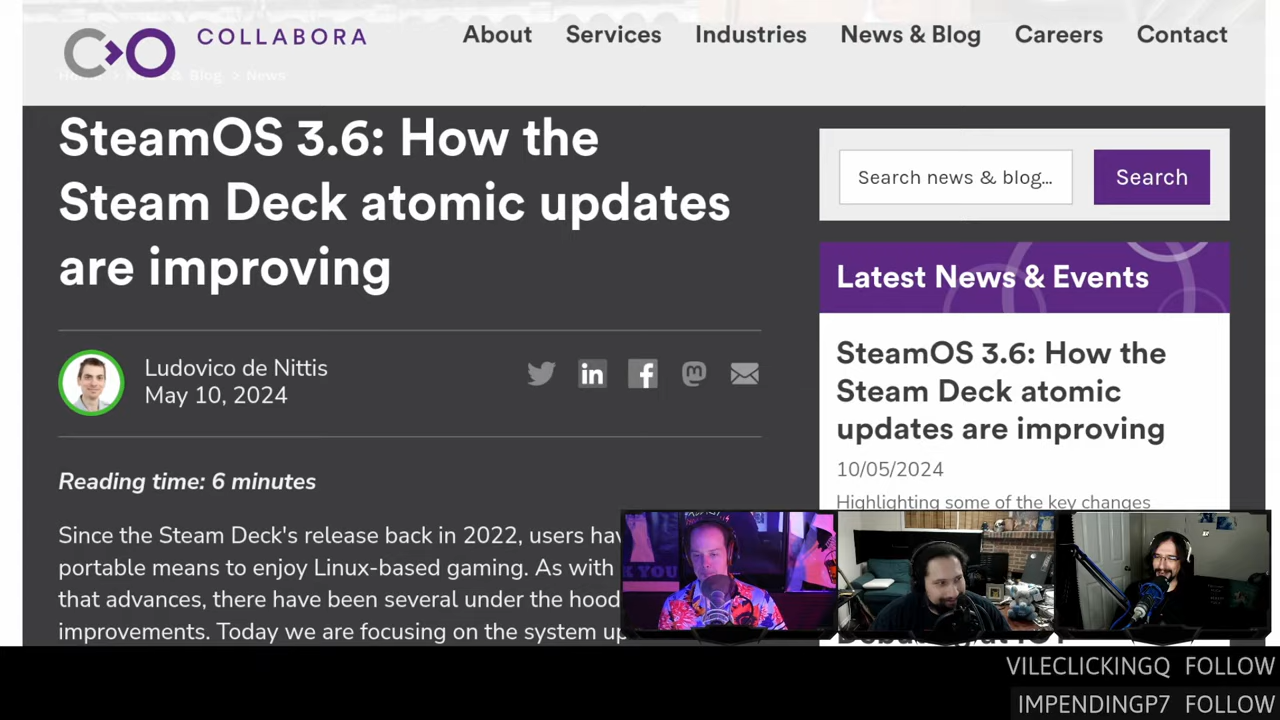 COLLABORA
About Services Industries News & Blog Careers Contact
> News & Blog > News
SteamOS 3.6: How the
Steam Deck atomic updates
are improving
Ludovico de Nittis
May 10, 2024
Reading time: 6 minutes
Since the Steam Deck's release back in 2022, users
portable means to enjoy Linux-based gaming. As with
that advances, there have been several under the hood
improvements. Today we are focusing on the system
Search news & blog...
Search
Latest News & Events
SteamOS 3.6: How the
Steam Deck atomic
updates are improving
10/05/2024
Highlighting some of the key changes
VILECLICKINGQ FOLLOW
IMPENDINGP7 FOLLOW